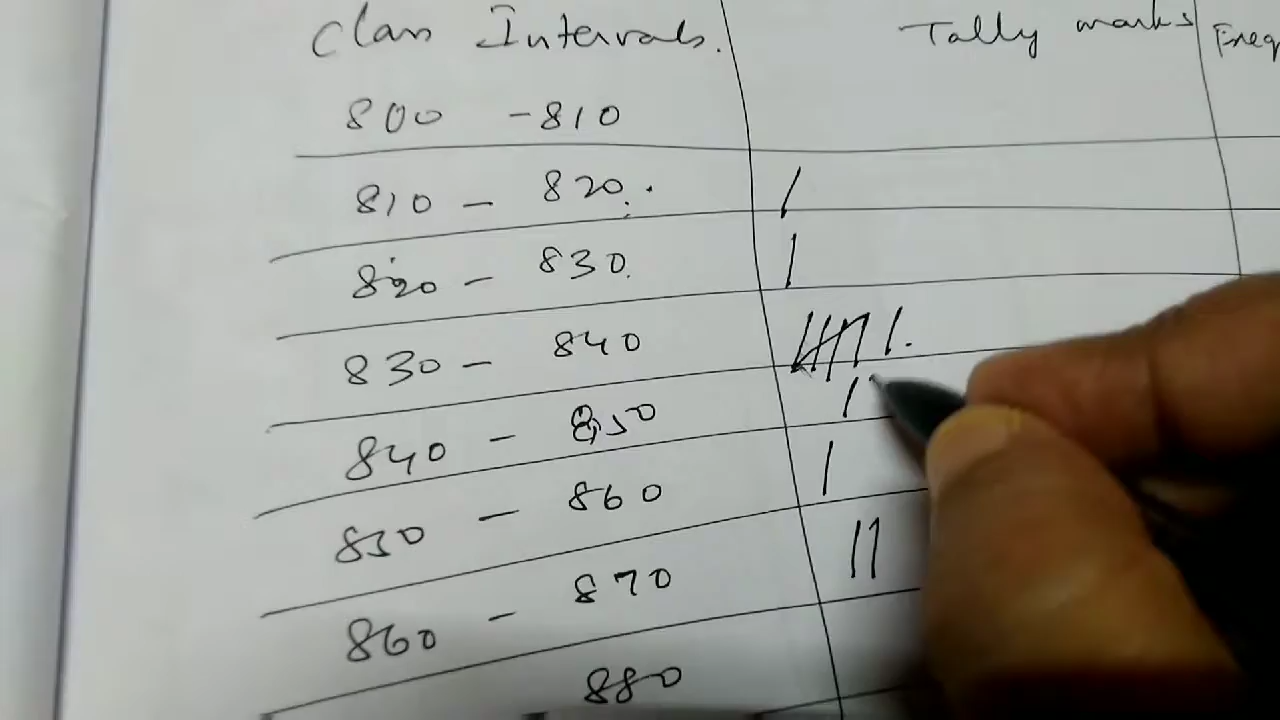 Class Intervals. Tally marks Freq
800 - 810
810 - 820. /
820 - 830. |
830 - 840 |||| |.
840 - 850 |
850 - 860 |
860 - 870 ||
880